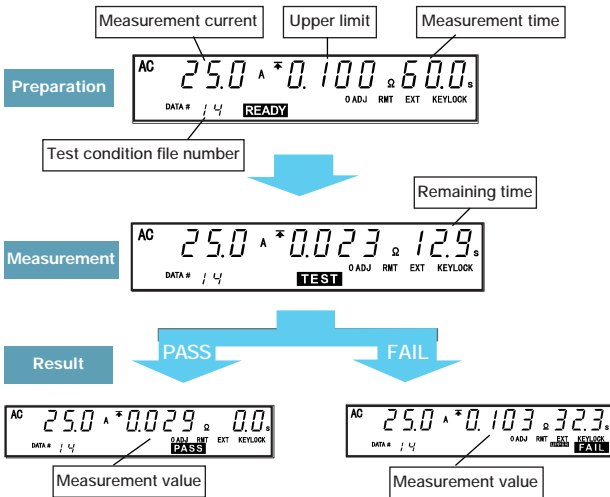 Measurement current
Upper limit
Measurement time
Preparation
AC 25.0 A 0.100 Ω 60.0 s
0 ADJ RMT EXT KEYLOCK
DATA # 14 READY
Test condition file number
Remaining time
Measurement
AC 25.0 A 0.023 Ω 12.9 s
0 ADJ RMT EXT KEYLOCK
DATA # 14 TEST
PASS
FAIL
Result
AC 25.0 A 0.029 Ω 0.0 s
0 ADJ RMT EXT KEYLOCK
DATA # 14 PASS
Measurement value
AC 25.0 A 0.103 Ω 32.3 s
0 ADJ RMT EXT KEYLOCK
DATA # 14 UPPER FAIL
Measurement value